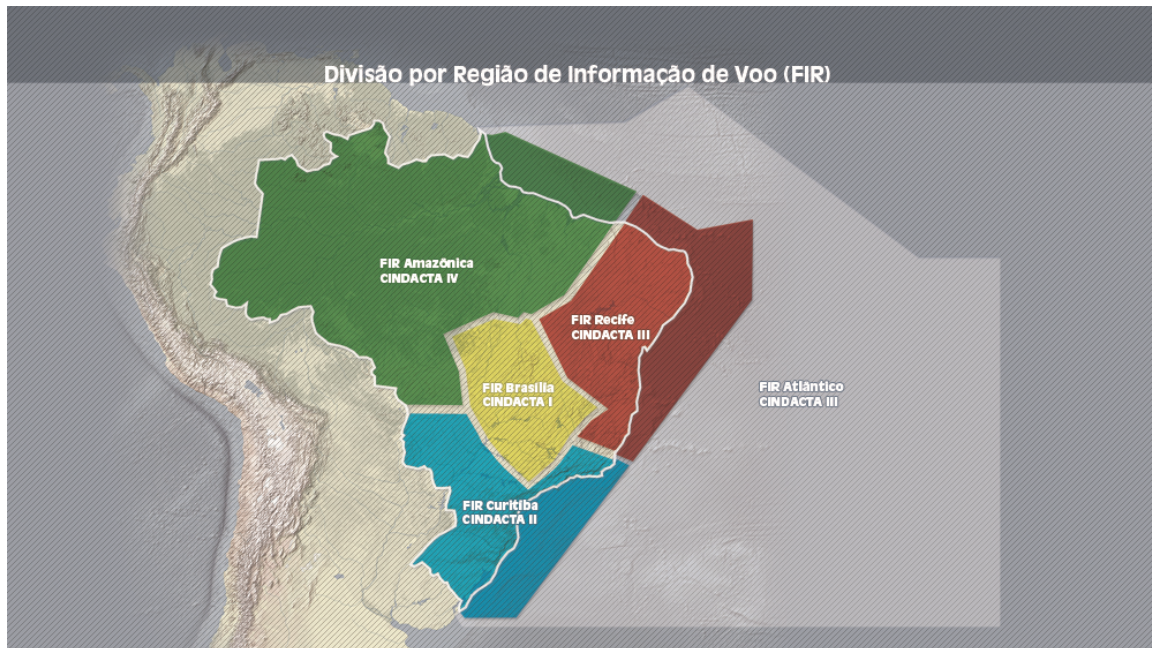 Divisão por Região de Informação de Voo (FIR)
FIR Amazônica
CINDACTA IV
FIR Recife
CINDACTA III
FIR Brasília
CINDACTA I
FIR Atlântico
CINDACTA III
FIR Curitiba
CINDACTA II